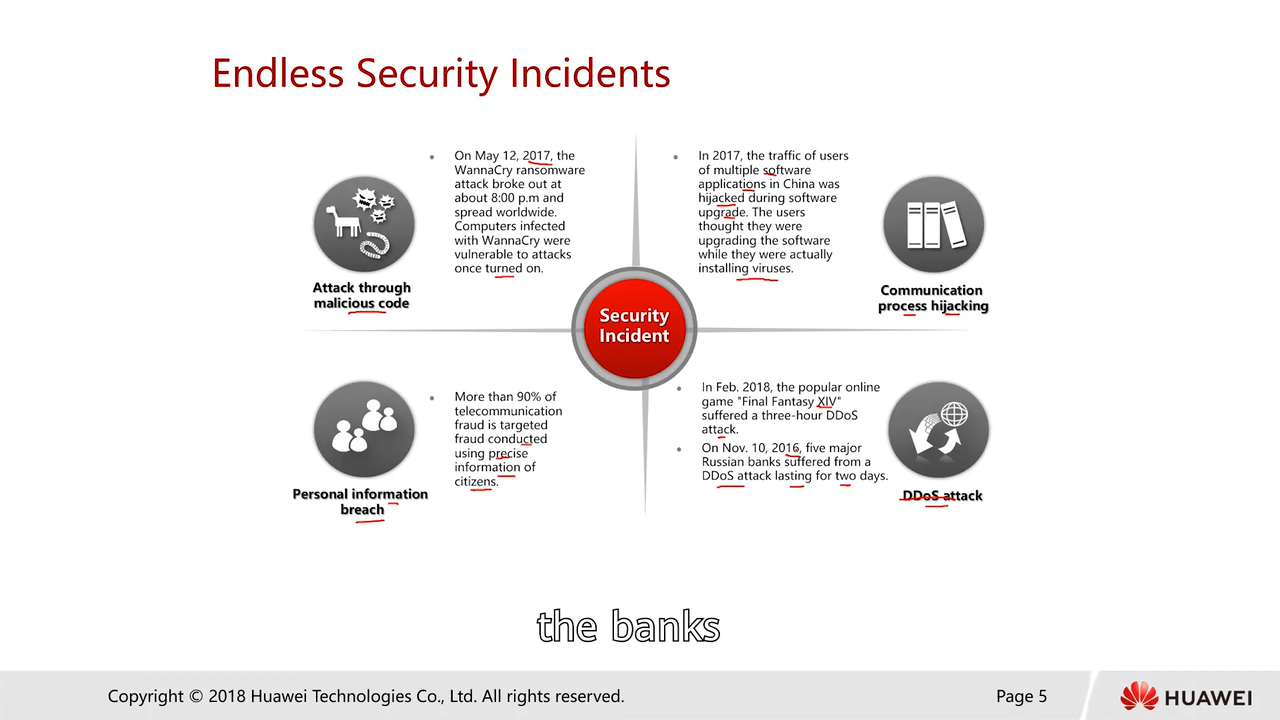 Endless Security Incidents
• On May 12, 2017, the
WannaCry ransomware
attack broke out at
about 8:00 p.m and
spread worldwide.
Computers infected
with WannaCry were
vulnerable to attacks
once turned on.
Attack through
malicious code
• In 2017, the traffic of users
of multiple software
applications in China was
hijacked during software
upgrade. The users
thought they were
upgrading the software
while they were actually
installing viruses.
Communication
process hijacking
Security
Incident
• More than 90% of
telecommunication
fraud is targeted
fraud conducted
using precise
information of
citizens.
Personal information
breach
• In Feb. 2018, the popular online
game "Final Fantasy XIV"
suffered a three-hour DDoS
attack.
• On Nov. 10, 2016, five major
Russian banks suffered from a
DDoS attack lasting for two days.
DDoS attack
the banks
Copyright © 2018 Huawei Technologies Co., Ltd. All rights reserved.
Page 5
HUAWEI